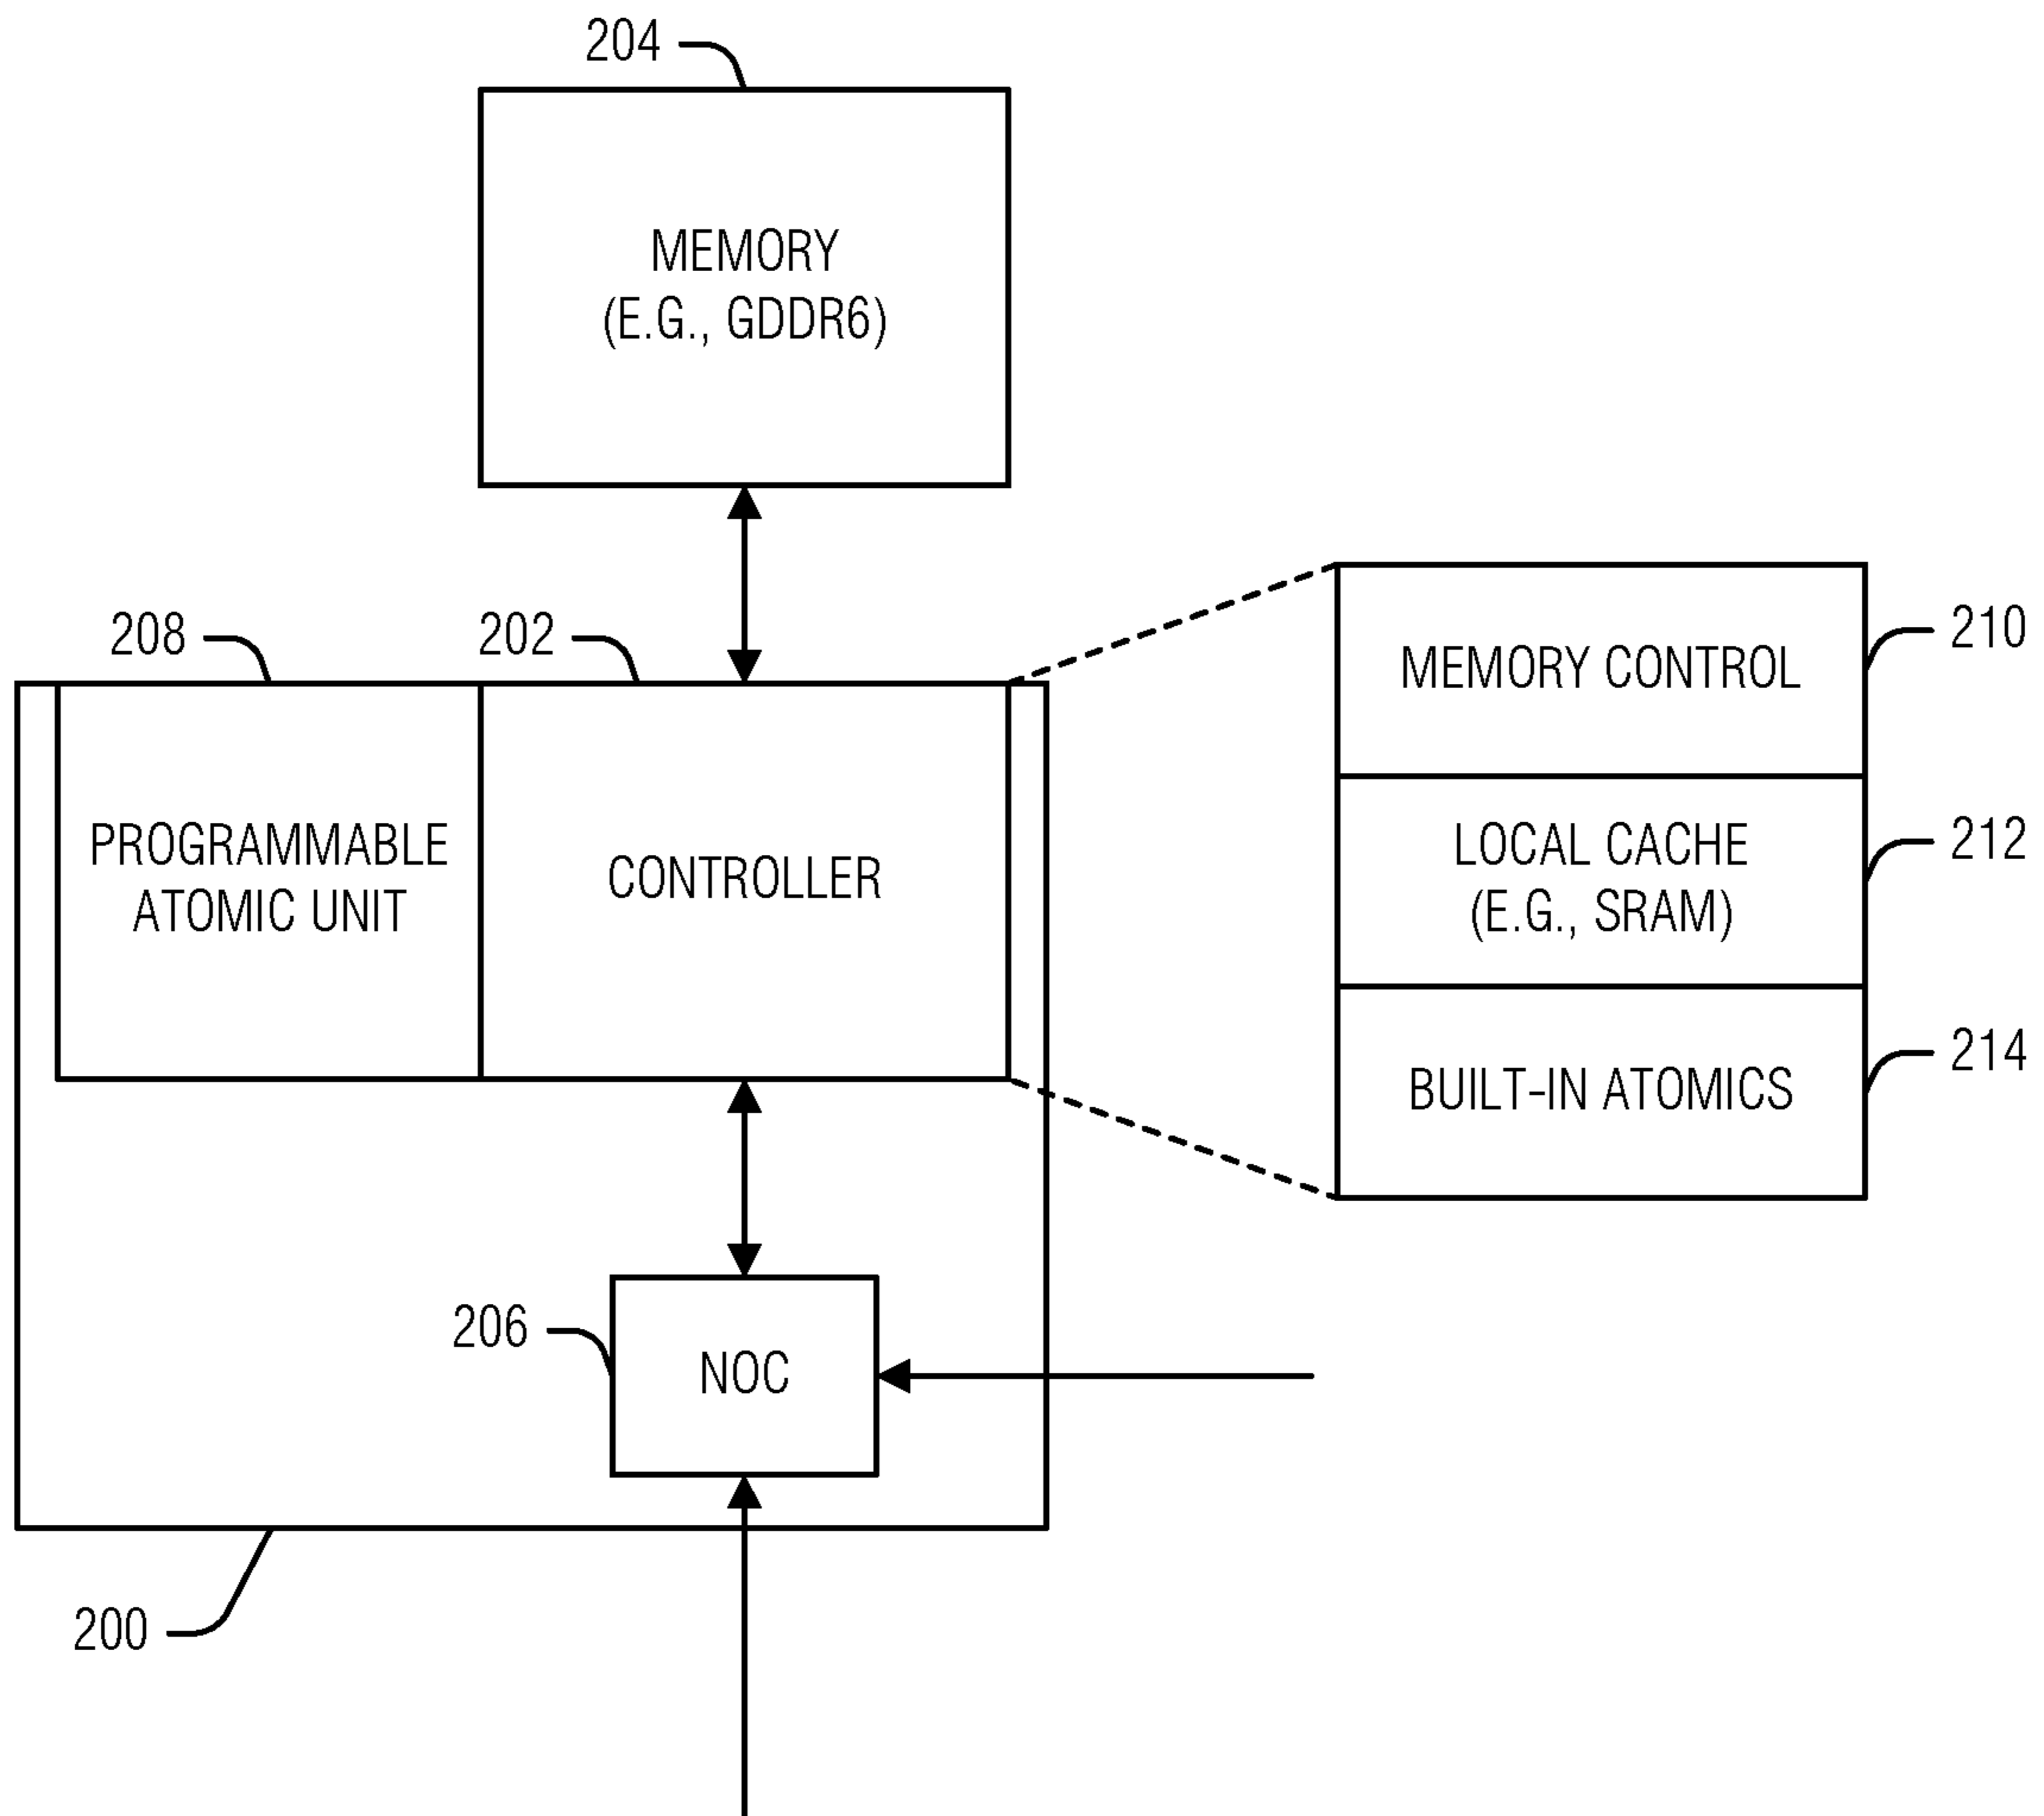 204
MEMORY
(E.G., GDDR6)
208
202
210
MEMORY CONTROL
PROGRAMMABLE
ATOMIC UNIT
CONTROLLER
212
LOCAL CACHE
(E.G., SRAM)
214
BUILT-IN ATOMICS
206
NOC
200